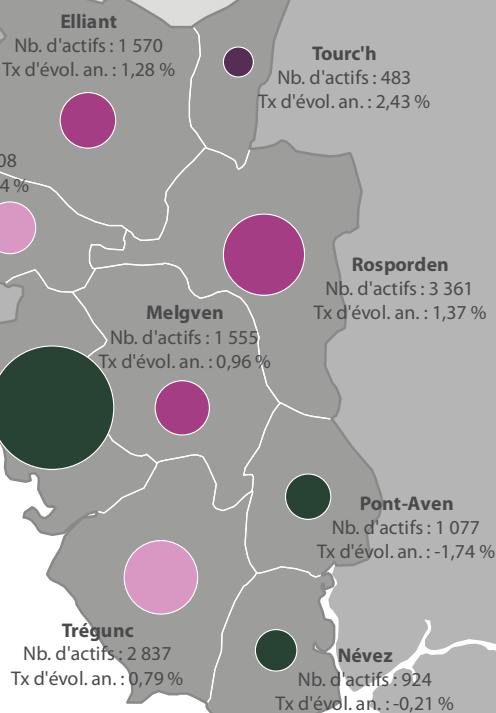 Elliant
Nb. d'actifs : 1 570
Tx d'évol. an. : 1,28 %
Tourc'h
Nb. d'actifs : 483
Tx d'évol. an. : 2,43 %
08
4 %
Rosporden
Nb. d'actifs : 3 361
Tx d'évol. an. : 1,37 %
Melgven
Nb. d'actifs : 1 555
Tx d'évol. an. : 0,96 %
Pont-Aven
Nb. d'actifs : 1 077
Tx d'évol. an. : -1,74 %
Trégunc
Nb. d'actifs : 2 837
Tx d'évol. an. : 0,79 %
Névez
Nb. d'actifs : 924
Tx d'évol. an. : -0,21 %